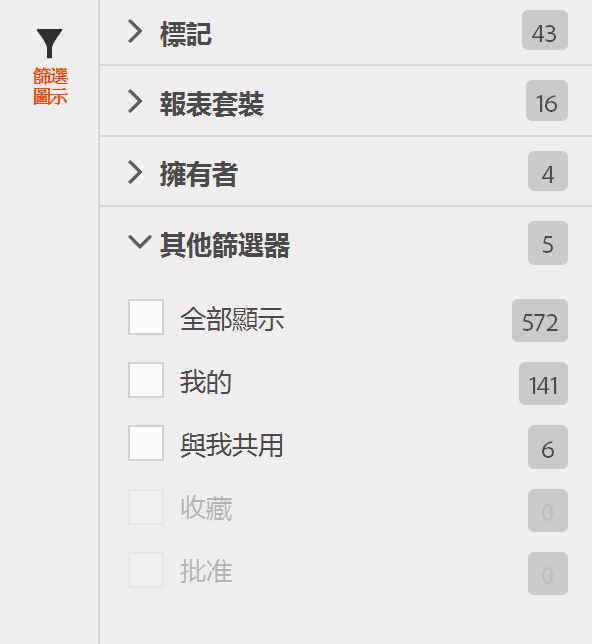 篩選
圖示
標記 43
報表套裝 16
擁有者 4
其他篩選器 5
全部顯示 572
我的 141
與我共用 6
收藏 0
批准 0